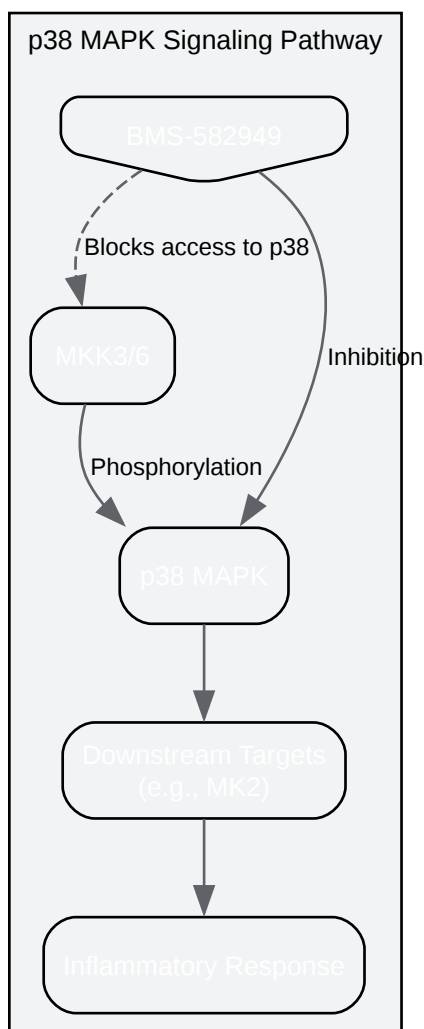 p38 MAPK Signaling Pathway
BMS-582949
Blocks access to p38
MKK3/6
Inhibition
Phosphorylation
p38 MAPK
Downstream Targets
(e.g., MK2)
Inflammatory Response